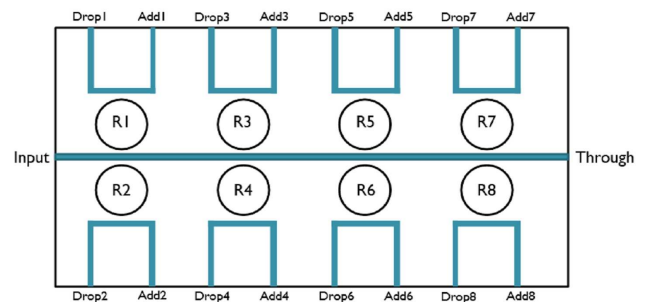 Drop1 Add1 Drop3 Add3 Drop5 Add5 Drop7 Add7
R1 R3 R5 R7
Input Through
R2 R4 R6 R8
Drop2 Add2 Drop4 Add4 Drop6 Add6 Drop8 Add8